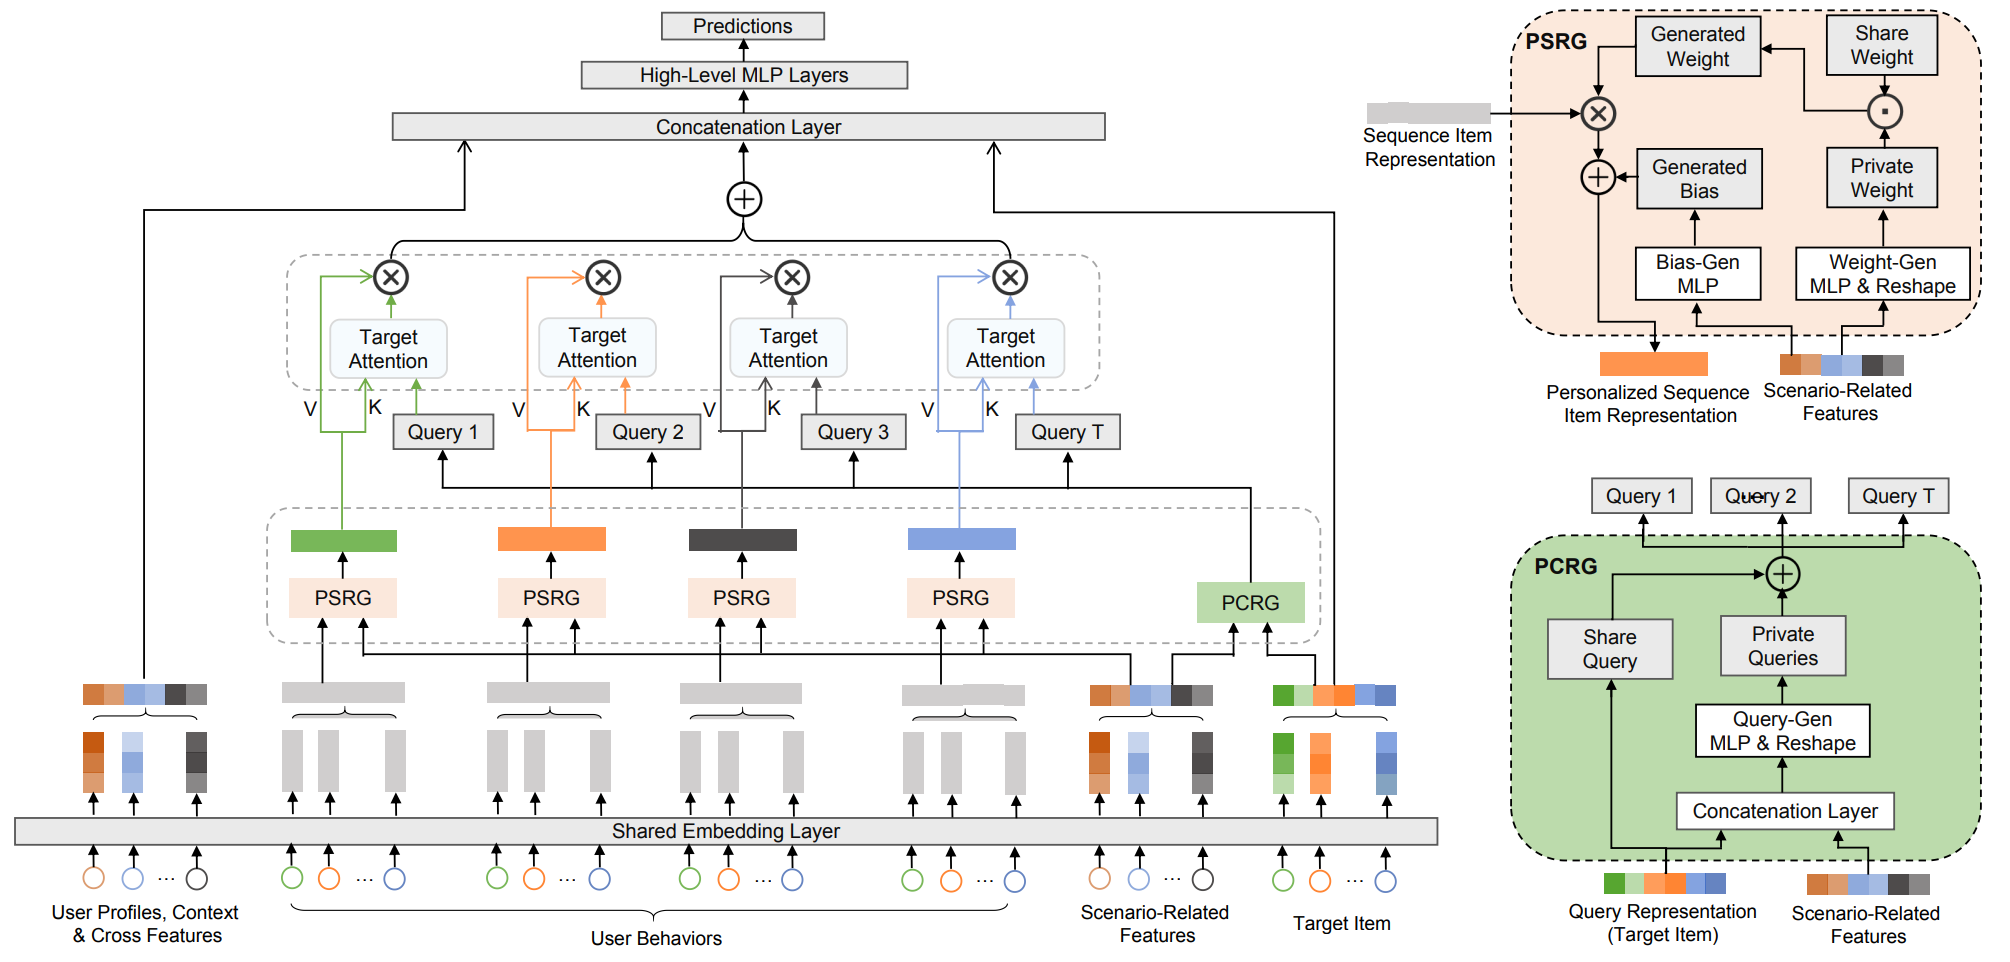 Predictions
High-Level MLP Layers
Concatenation Layer
Target
Attention
Target
Attention
Target
Attention
Target
Attention
V
K
V
K
V
K
V
K
Query 1
Query 2
Query 3
Query T
PSRG
PSRG
PSRG
PSRG
PCRG
Shared Embedding Layer
...
...
...
...
...
...
...
User Profiles, Context
& Cross Features
User Behaviors
Scenario-Related
Features
Target Item
PSRG
Generated
Weight
Share
Weight
Sequence Item
Representation
Generated
Bias
Private
Weight
Bias-Gen
MLP
Weight-Gen
MLP & Reshape
Personalized Sequence
Item Representation
Scenario-Related
Features
Query 1
Query 2
...
Query T
PCRG
Share
Query
Private
Queries
Query-Gen
MLP & Reshape
Concatenation Layer
Query Representation
(Target Item)
Scenario-Related
Features